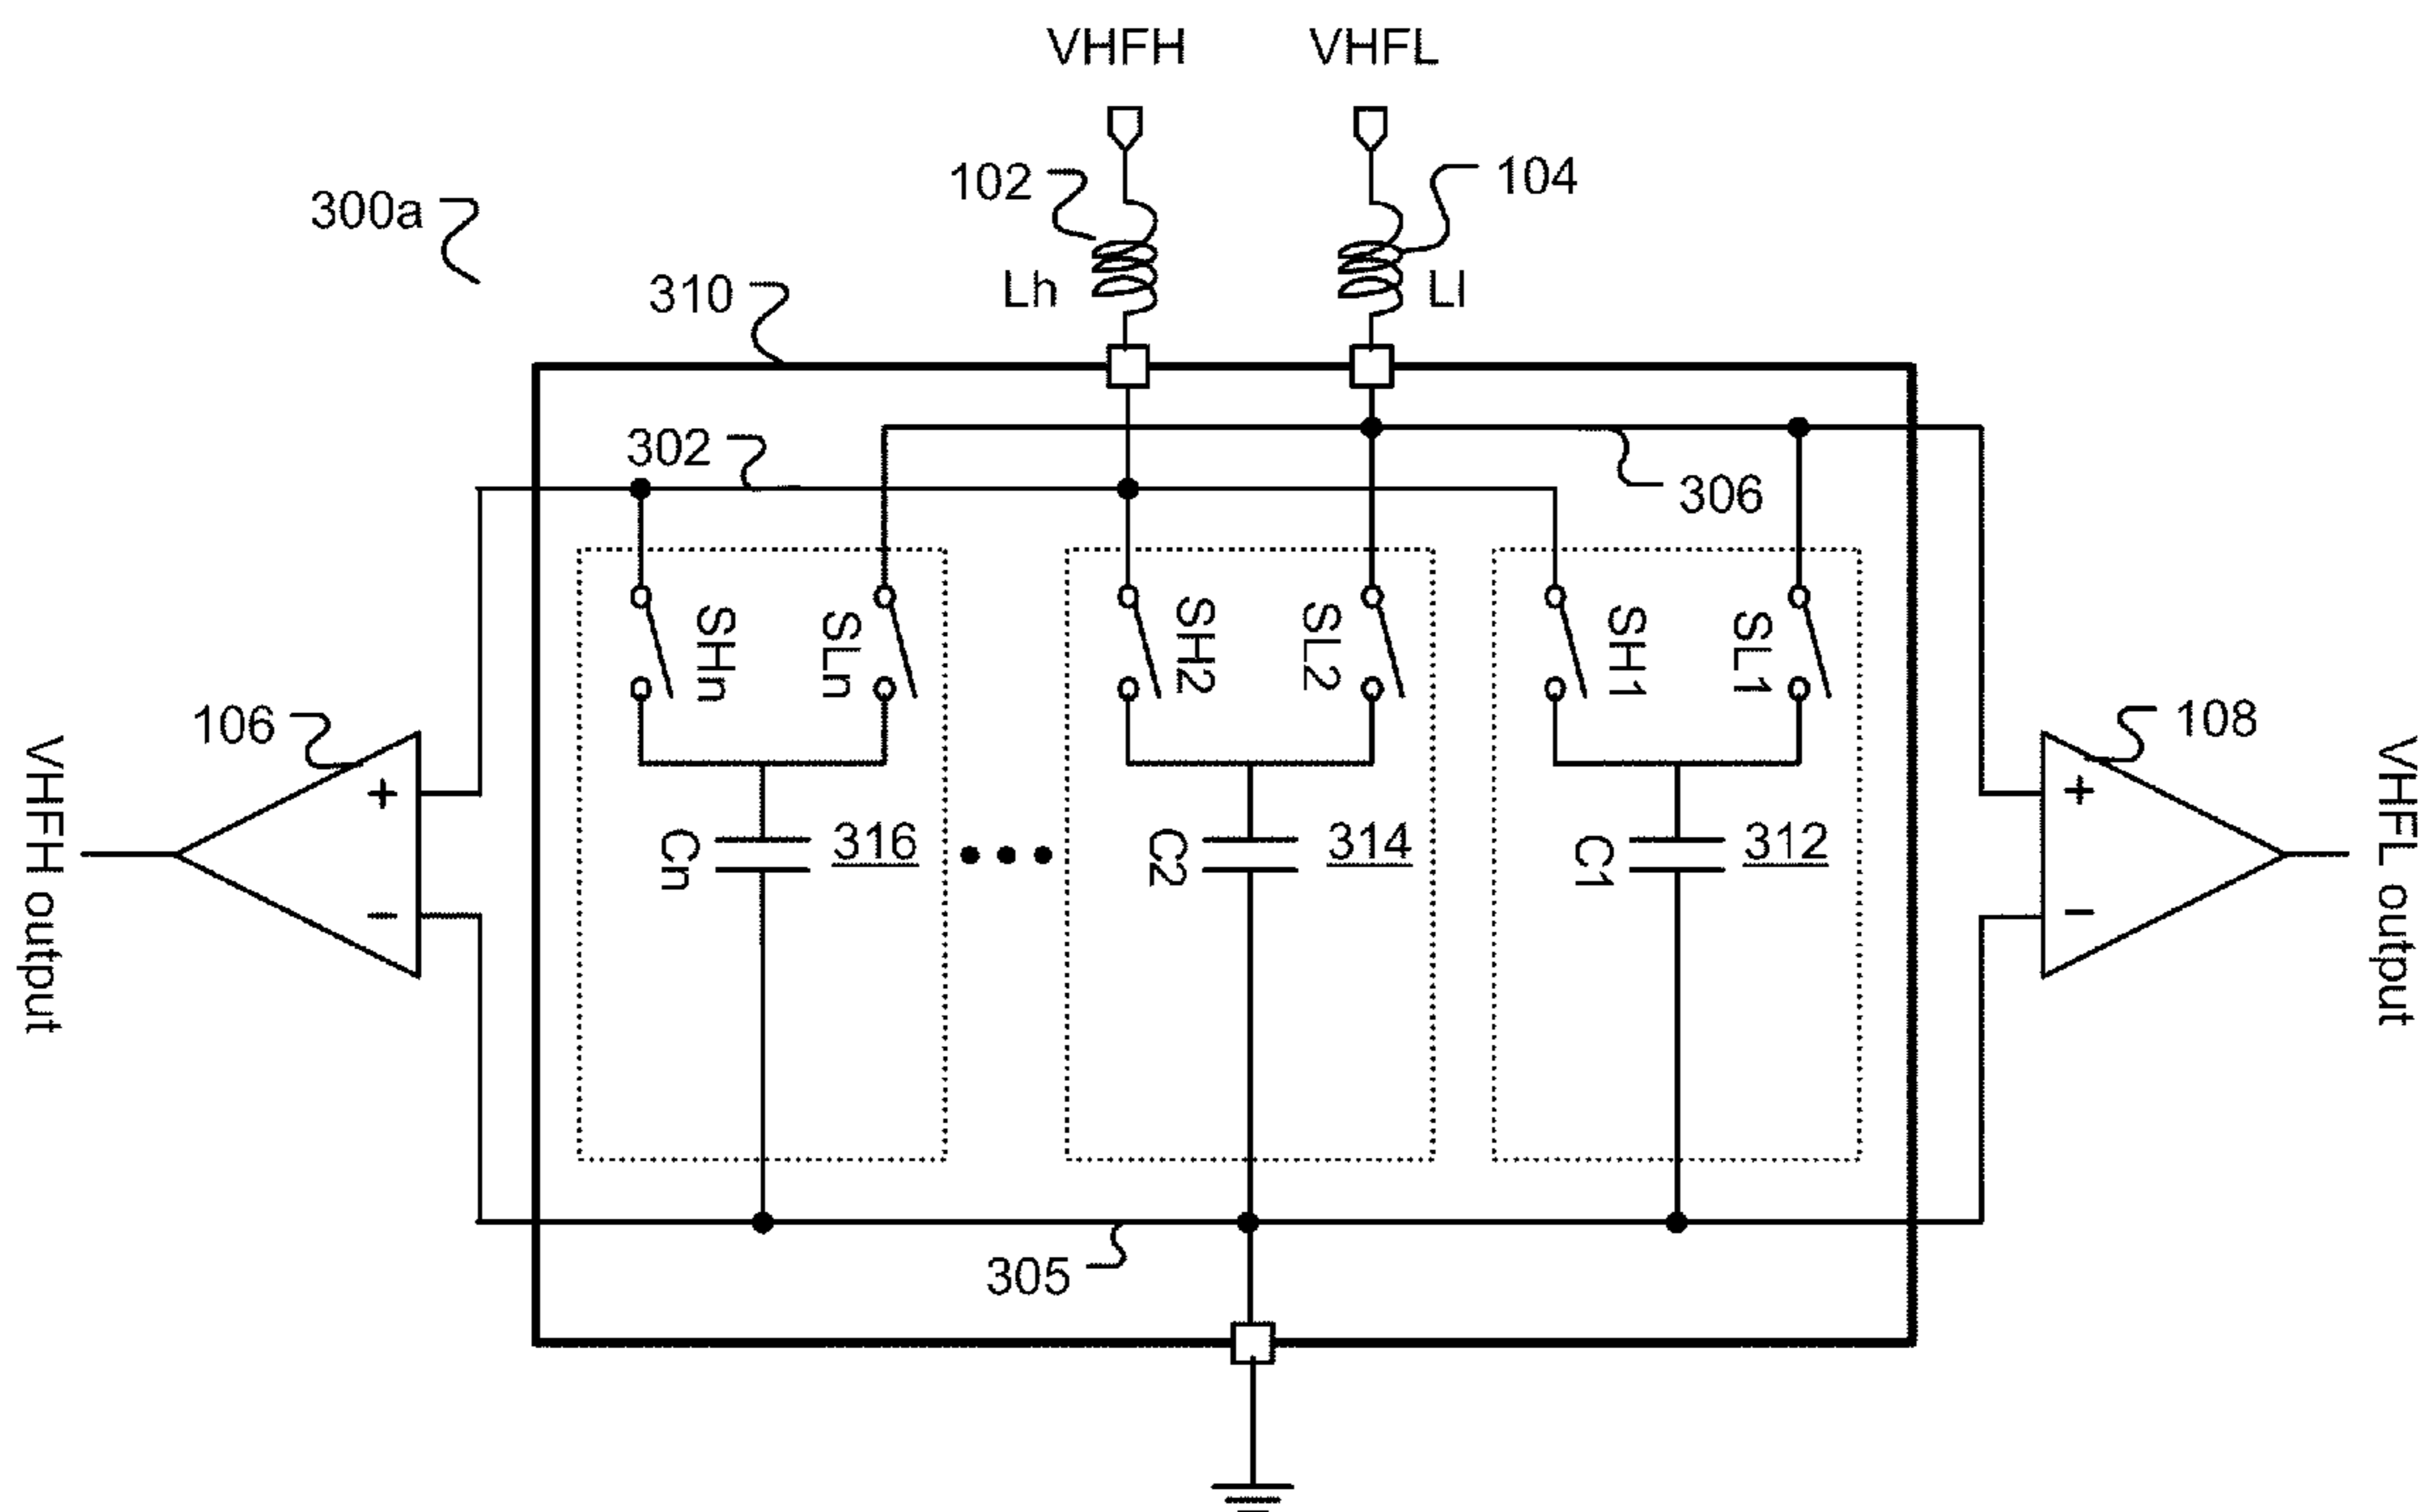 VHFH VHFL
102 104
300a
Lh Ll
310
302
306
SHn SLn SH2 SL2 SH1 SL1
106 108
+ +
Cn 316 C2 314 C1 312
VHFH output VHFL output
− −
305